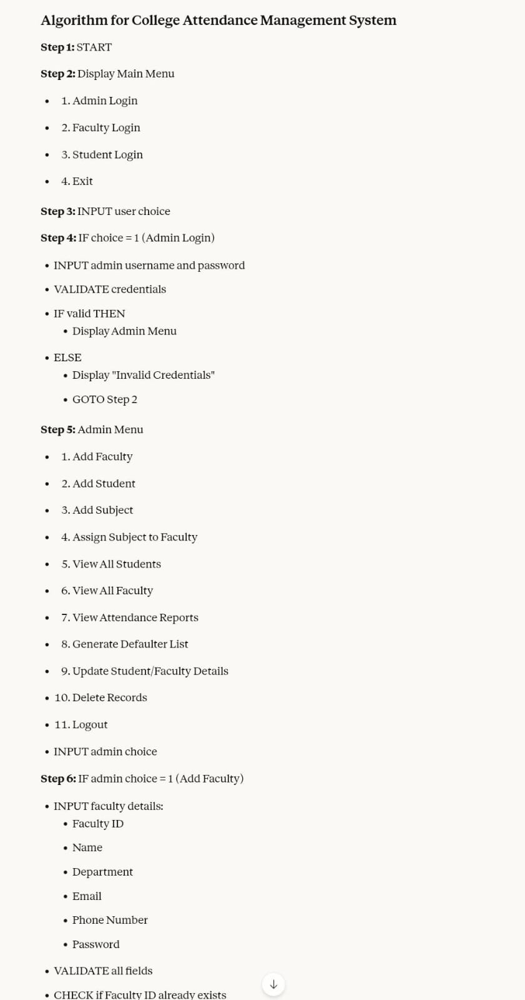 Algorithm for College Attendance Management System
Step 1: START
Step 2: Display Main Menu
• 1. Admin Login
• 2. Faculty Login
• 3. Student Login
• 4. Exit
Step 3: INPUT user choice
Step 4: IF choice = 1 (Admin Login)
• INPUT admin username and password
• VALIDATE credentials
• IF valid THEN
• Display Admin Menu
• ELSE
• Display "Invalid Credentials"
• GOTO Step 2
Step 5: Admin Menu
• 1. Add Faculty
• 2. Add Student
• 3. Add Subject
• 4. Assign Subject to Faculty
• 5. View All Students
• 6. View All Faculty
• 7. View Attendance Reports
• 8. Generate Defaulter List
• 9. Update Student/Faculty Details
• 10. Delete Records
• 11. Logout
• INPUT admin choice
Step 6: IF admin choice = 1 (Add Faculty)
• INPUT faculty details:
• Faculty ID
• Name
• Department
• Email
• Phone Number
• Password
• VALIDATE all fields
• CHECK if Faculty ID already exists